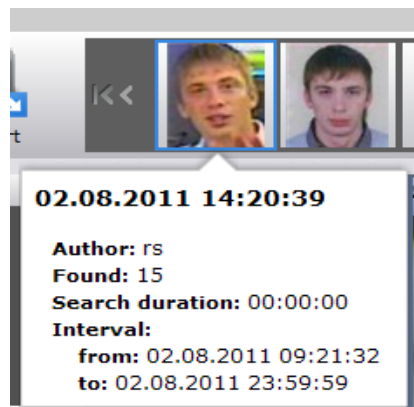 rt
02.08.2011 14:20:39
Author: rs
Found: 15
Search duration: 00:00:00
Interval:
from: 02.08.2011 09:21:32
to: 02.08.2011 23:59:59